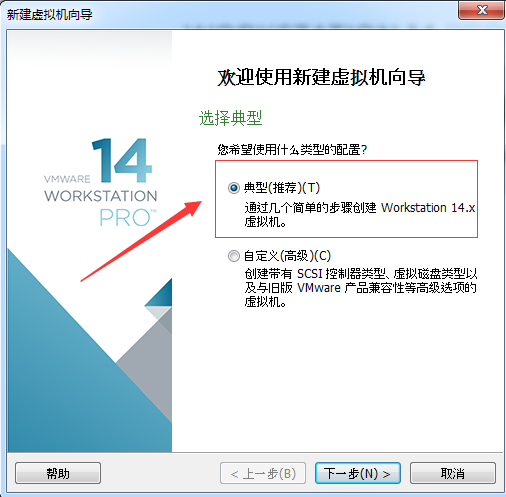 新建虚拟机向导
欢迎使用新建虚拟机向导
选择典型
您希望使用什么类型的配置?
14
VMWARE
WORKSTATION
PRO™
典型(推荐)(T)
通过几个简单的步骤创建 Workstation 14.x
虚拟机。
自定义(高级)(C)
创建带有 SCSI 控制器类型、虚拟磁盘类型以
及与旧版 VMware 产品兼容性等高级选项的
虚拟机。
帮助
< 上一步(B)
下一步(N) >
取消